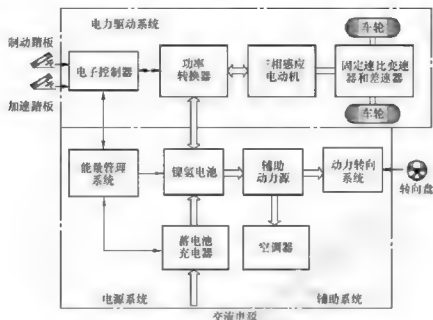 电力驱动系统
车轮
制动踏板
电子控制器
功率
转换器
三相感应
电动机
固定速比变速
器和差速器
加速踏板
车轮
能量管理
系统
镍氢电池
辅助
动力源
动力转向
系统
转向盘
蓄电池
充电器
空调器
电源系统
辅助系统
交流电源